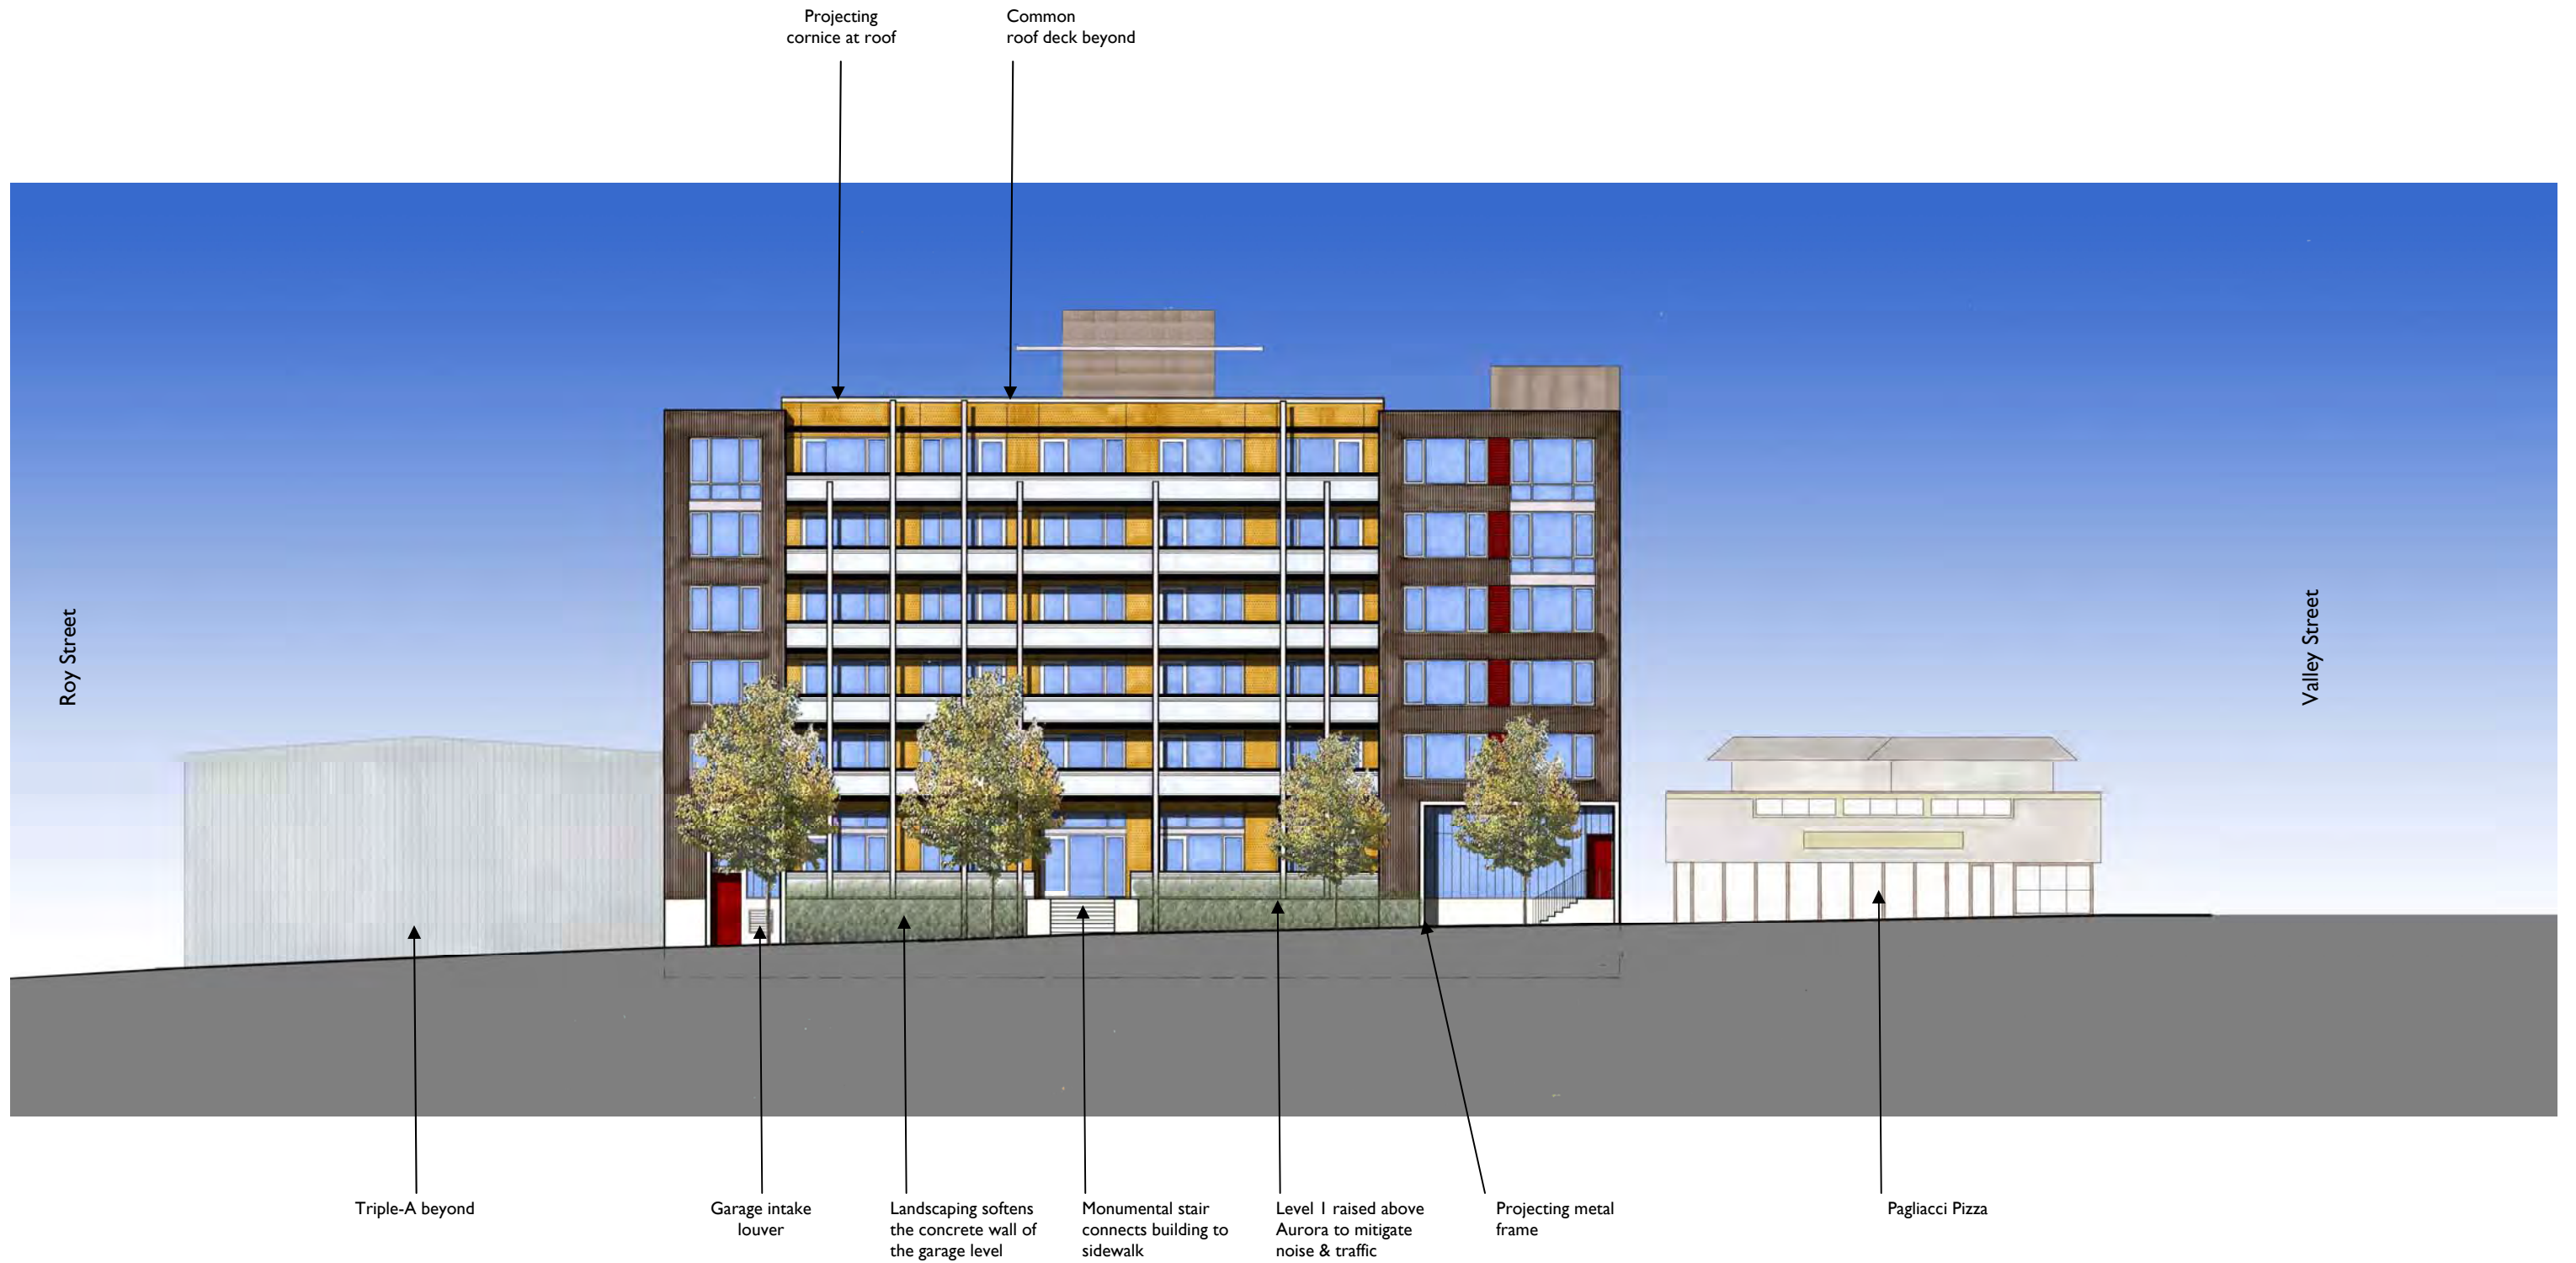 Projecting
cornice at roof
Common
roof deck beyond
Roy Street
Valley Street
Triple-A beyond
Garage intake
louver
Landscaping softens
the concrete wall of
the garage level
Monumental stair
connects building to
sidewalk
Level 1 raised above
Aurora to mitigate
noise & traffic
Projecting metal
frame
Pagliacci Pizza